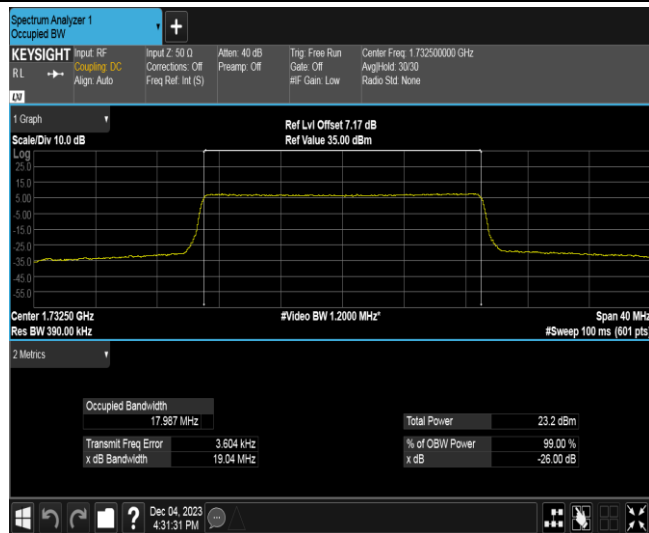 Spectrum Analyzer 1
Occupied BW
+
KEYSIGHT
RL
LXI
Input: RF
Coupling: DC
Align: Auto
Input Z: 50 Ω
Corrections: Off
Freq Ref: Int (S)
Atten: 40 dB
Preamp: Off
Trig: Free Run
Gate: Off
#IF Gain: Low
Center Freq: 1.732500000 GHz
Avg|Hold: 30/30
Radio Std: None
1 Graph
Scale/Div 10.0 dB
Ref Lvl Offset 7.17 dB
Ref Value 35.00 dBm
Log
25.0
15.0
5.00
-5.00
-15.0
-25.0
-35.0
-45.0
-55.0
Center 1.73250 GHz
Res BW 390.00 kHz
#Video BW 1.2000 MHz*
Span 40 MHz
#Sweep 100 ms (601 pts)
2 Metrics
Occupied Bandwidth
17.987 MHz
Total Power 23.2 dBm
Transmit Freq Error 3.604 kHz
% of OBW Power 99.00 %
x dB Bandwidth 19.04 MHz
x dB -26.00 dB
?
Dec 04, 2023
4:31:31 PM